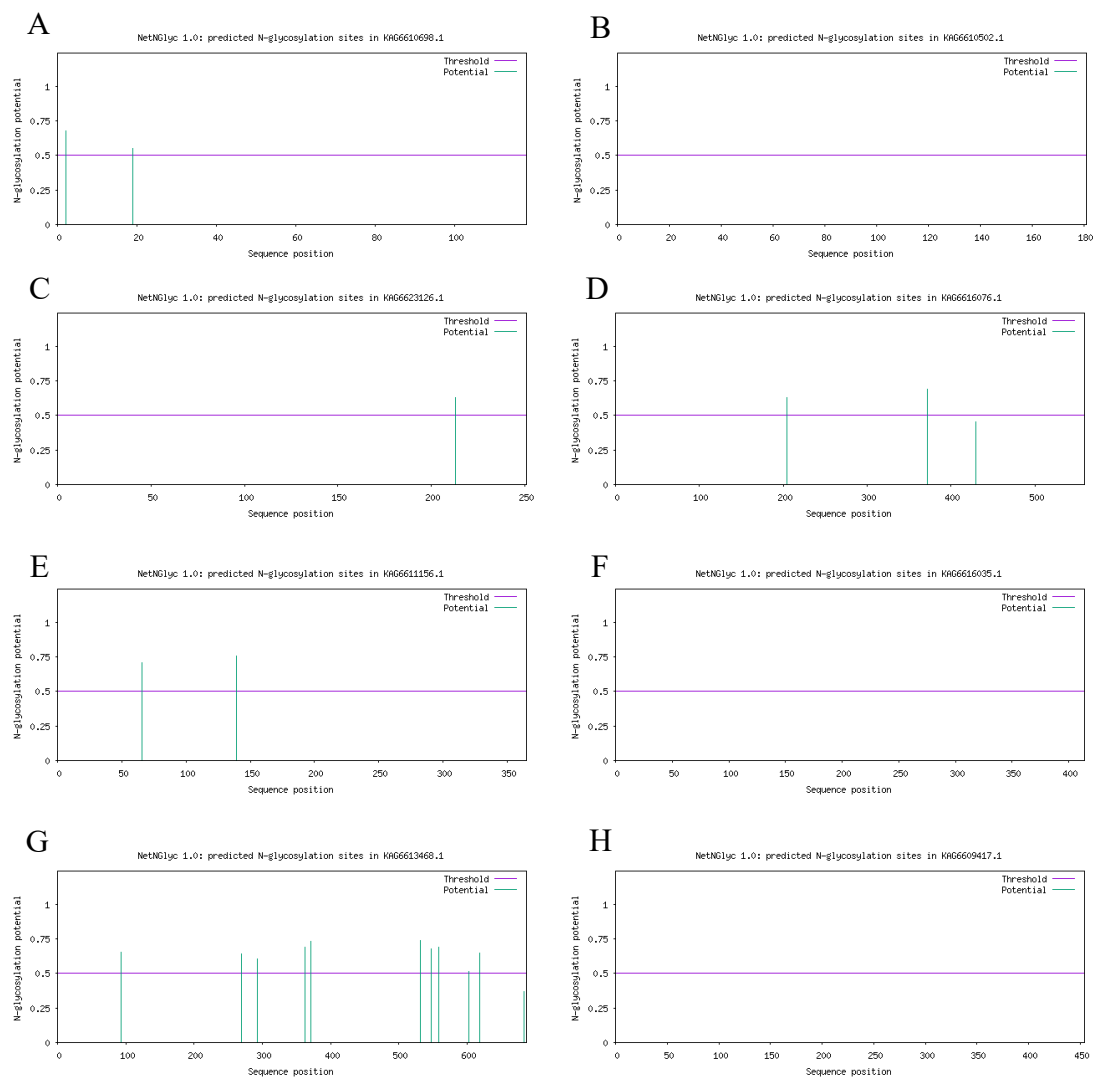 A
NetNGlyc 1.0: predicted N-glycosylation sites in KAG6610698.1
Threshold
Potential
N-glycosylation potential
1
0.75
0.5
0.25
0
0 20 40 60 80 100
Sequence position
B
NetNGlyc 1.0: predicted N-glycosylation sites in KAG6610502.1
Threshold
Potential
N-glycosylation potential
1
0.75
0.5
0.25
0
0 20 40 60 80 100 120 140 160 180
Sequence position
C
NetNGlyc 1.0: predicted N-glycosylation sites in KAG6623126.1
Threshold
Potential
N-glycosylation potential
1
0.75
0.5
0.25
0
0 50 100 150 200 250
Sequence position
D
NetNGlyc 1.0: predicted N-glycosylation sites in KAG6616076.1
Threshold
Potential
N-glycosylation potential
1
0.75
0.5
0.25
0
0 100 200 300 400 500
Sequence position
E
NetNGlyc 1.0: predicted N-glycosylation sites in KAG6611156.1
Threshold
Potential
N-glycosylation potential
1
0.75
0.5
0.25
0
0 50 100 150 200 250 300 350
Sequence position
F
NetNGlyc 1.0: predicted N-glycosylation sites in KAG6616035.1
Threshold
Potential
N-glycosylation potential
1
0.75
0.5
0.25
0
0 50 100 150 200 250 300 350 400
Sequence position
G
NetNGlyc 1.0: predicted N-glycosylation sites in KAG6613468.1
Threshold
Potential
N-glycosylation potential
1
0.75
0.5
0.25
0
0 100 200 300 400 500 600
Sequence position
H
NetNGlyc 1.0: predicted N-glycosylation sites in KAG6609417.1
Threshold
Potential
N-glycosylation potential
1
0.75
0.5
0.25
0
0 50 100 150 200 250 300 350 400 450
Sequence position